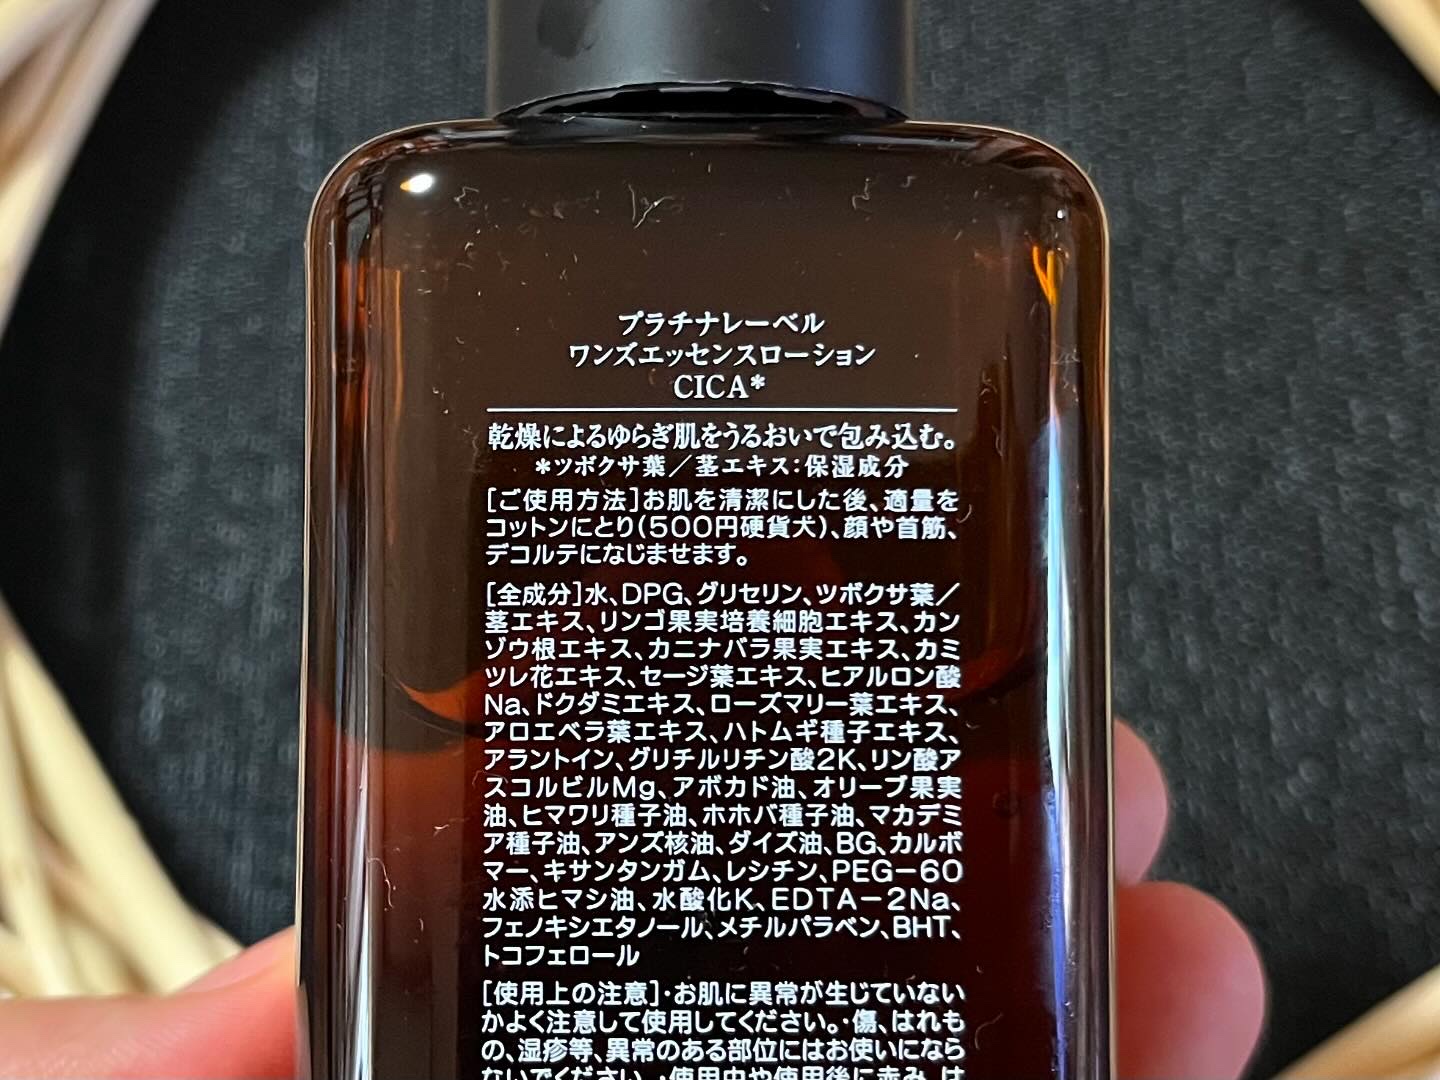 プラチナレーベル
ワンズエッセンスローション
CICA*
乾燥によるゆらぎ肌をうるおいで包み込む。
*ツボクサ葉／茎エキス：保湿成分
[ご使用方法]お肌を清潔にした後、適量を
コットンにとり(500円硬貨大)、顔や首筋、
デコルテになじませます。
[全成分]水、DPG、グリセリン、ツボクサ葉／
茎エキス、リンゴ果実培養細胞エキス、カン
ゾウ根エキス、カニナバラ果実エキス、カミ
ツレ花エキス、セージ葉エキス、ヒアルロン酸
Na、ドクダミエキス、ローズマリー葉エキス、
アロエベラ葉エキス、ハトムギ種子エキス、
アラントイン、グリチルリチン酸2K、リン酸ア
スコルビルMg、アボカド油、オリーブ果実
油、ヒマワリ種子油、ホホバ種子油、マカデミ
ア種子油、アンズ核油、ダイズ油、BG、カルボ
マー、キサンタンガム、レシチン、PEG－60
水添ヒマシ油、水酸化K、EDTA－2Na、
フェノキシエタノール、メチルパラベン、BHT、
トコフェロール
[使用上の注意]・お肌に異常が生じていない
かよく注意して使用してください。・傷、はれも
の、湿疹等、異常のある部位にはお使いになら
ないでください。・使用中や使用後に赤み、は